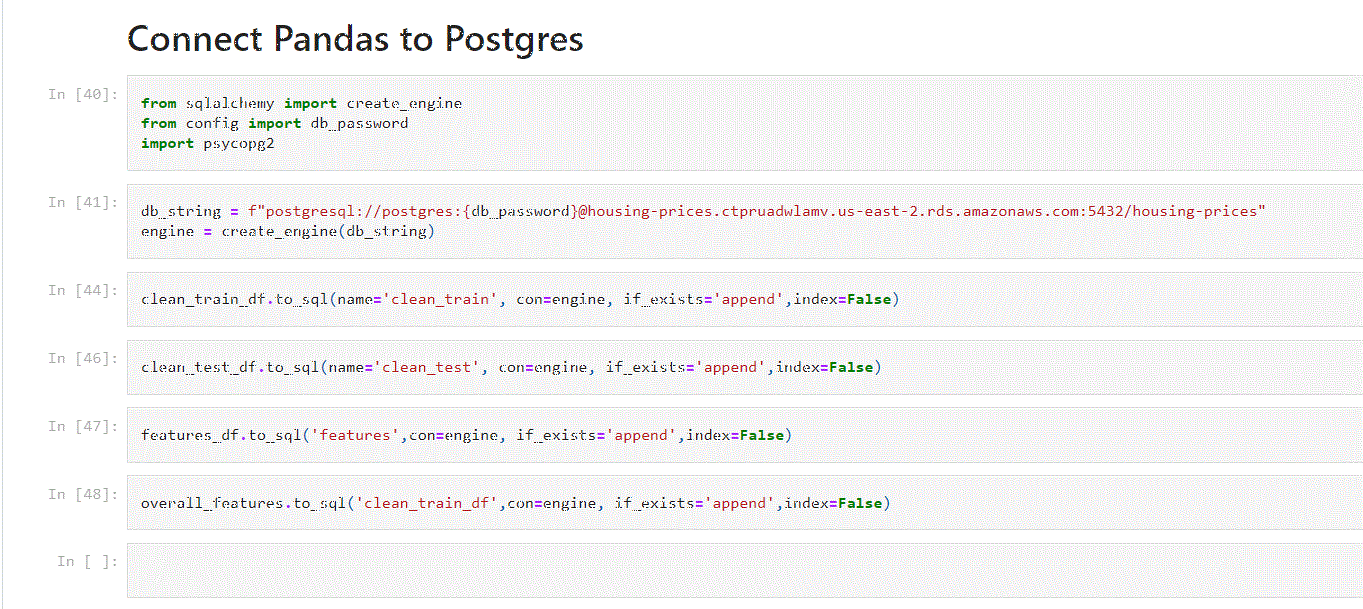 Connect Pandas to Postgres
In [40]:
from sqlalchemy import create_engine
from config import db_password
import psycopg2
In [41]:
db_string = f"postgresql://postgres:{db_password}@housing-prices.ctpruadwlamv.us-east-2.rds.amazonaws.com:5432/housing-prices"
engine = create_engine(db_string)
In [44]:
clean_train_df.to_sql(name='clean_train', con=engine, if_exists='append',index=False)
In [46]:
clean_test_df.to_sql(name='clean_test', con=engine, if_exists='append',index=False)
In [47]:
features_df.to_sql('features',con=engine, if_exists='append',index=False)
In [48]:
overall_features.to_sql('clean_train_df',con=engine, if_exists='append',index=False)
In [ ]: